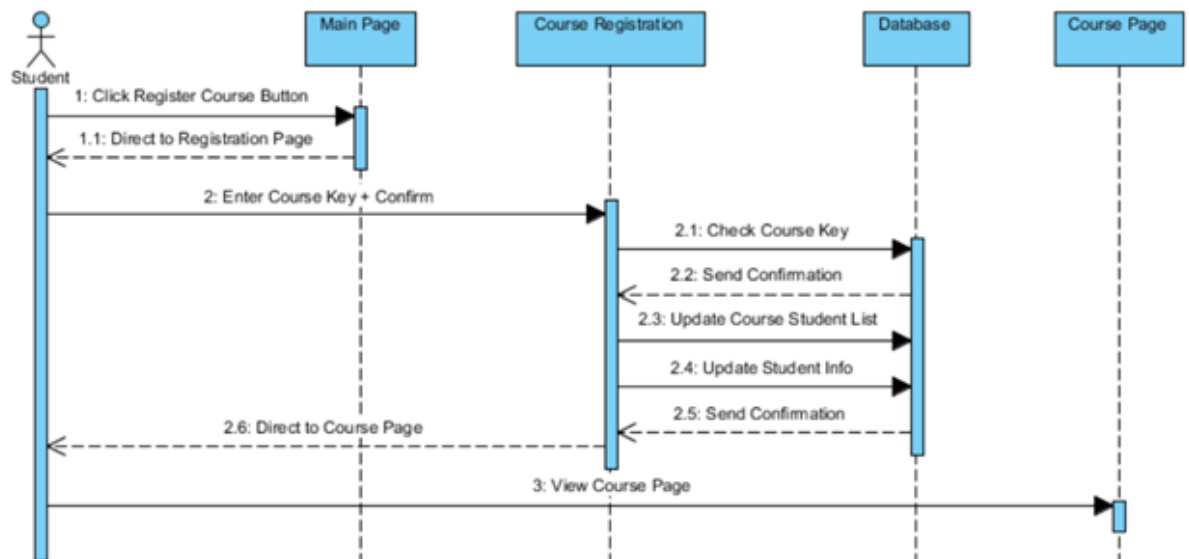 Main Page
Course Registration
Database
Course Page
Student
1: Click Register Course Button
1.1: Direct to Registration Page
2: Enter Course Key + Confirm
2.1: Check Course Key
2.2: Send Confirmation
2.3: Update Course Student List
2.4: Update Student Info
2.5: Send Confirmation
2.6: Direct to Course Page
3: View Course Page